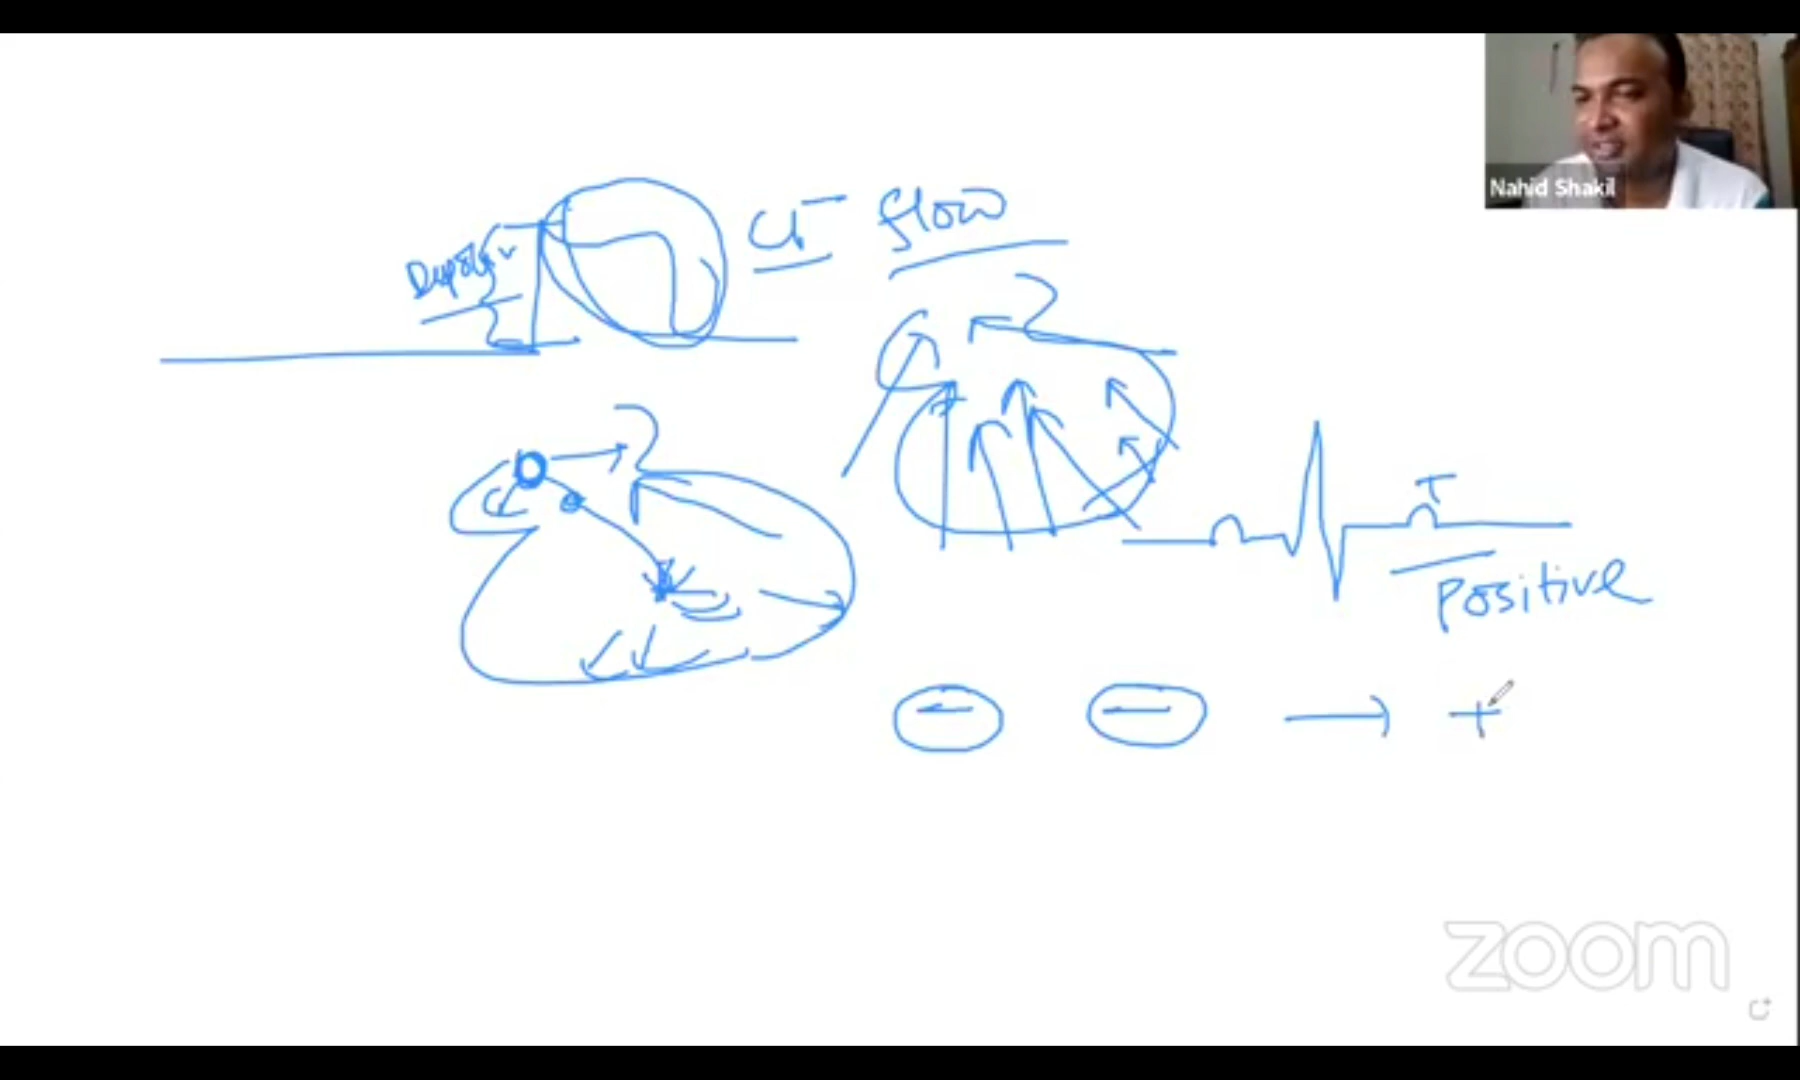 Nahid Shakil
Cl⁻ flow
T
positive
− − → +
zoom